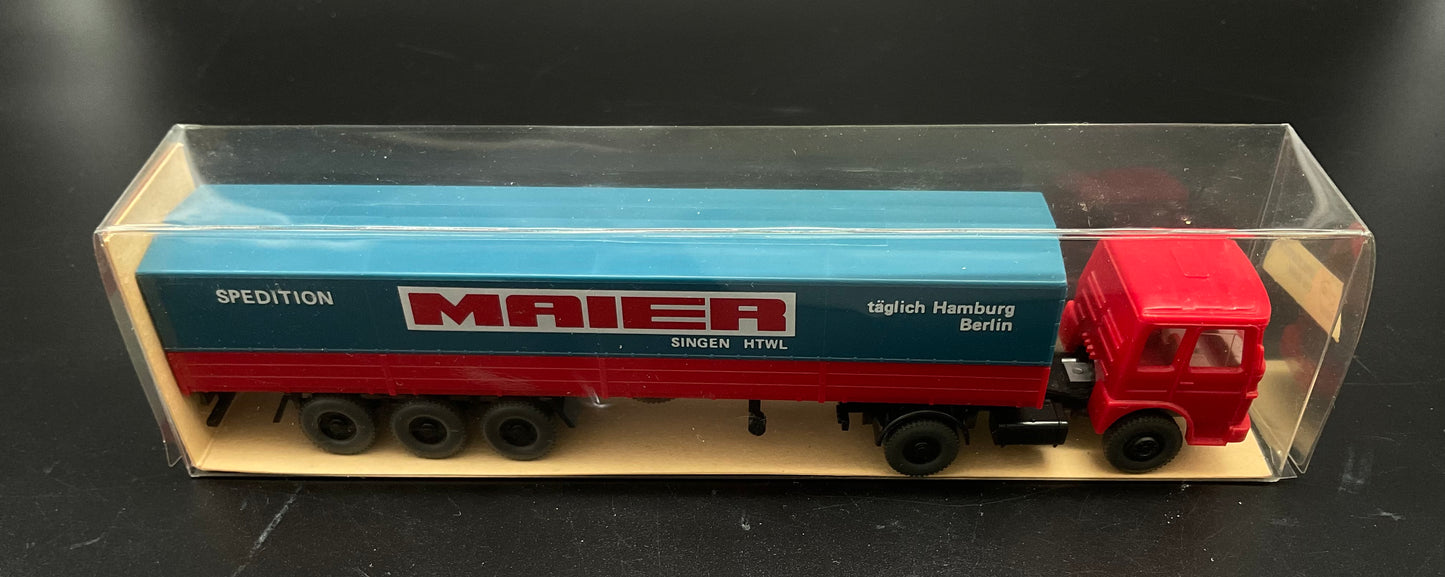 SPEDITION
MAIER
SINGEN HTWL
täglich Hamburg
Berlin